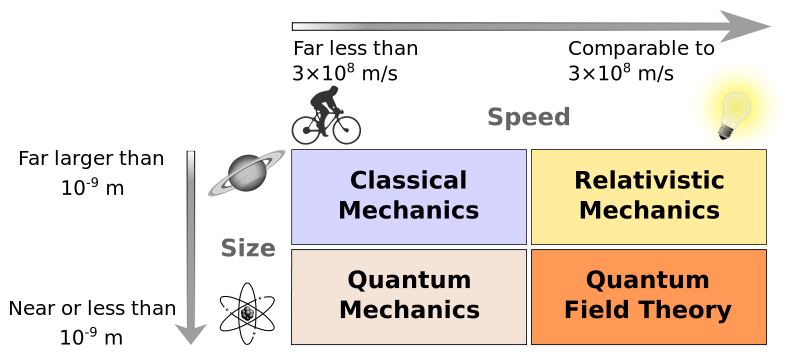 Far less than
3×10⁸ m/s
Comparable to
3×10⁸ m/s
Speed
Far larger than
10⁻⁹ m
Classical
Mechanics
Relativistic
Mechanics
Size
Near or less than
10⁻⁹ m
Quantum
Mechanics
Quantum
Field Theory